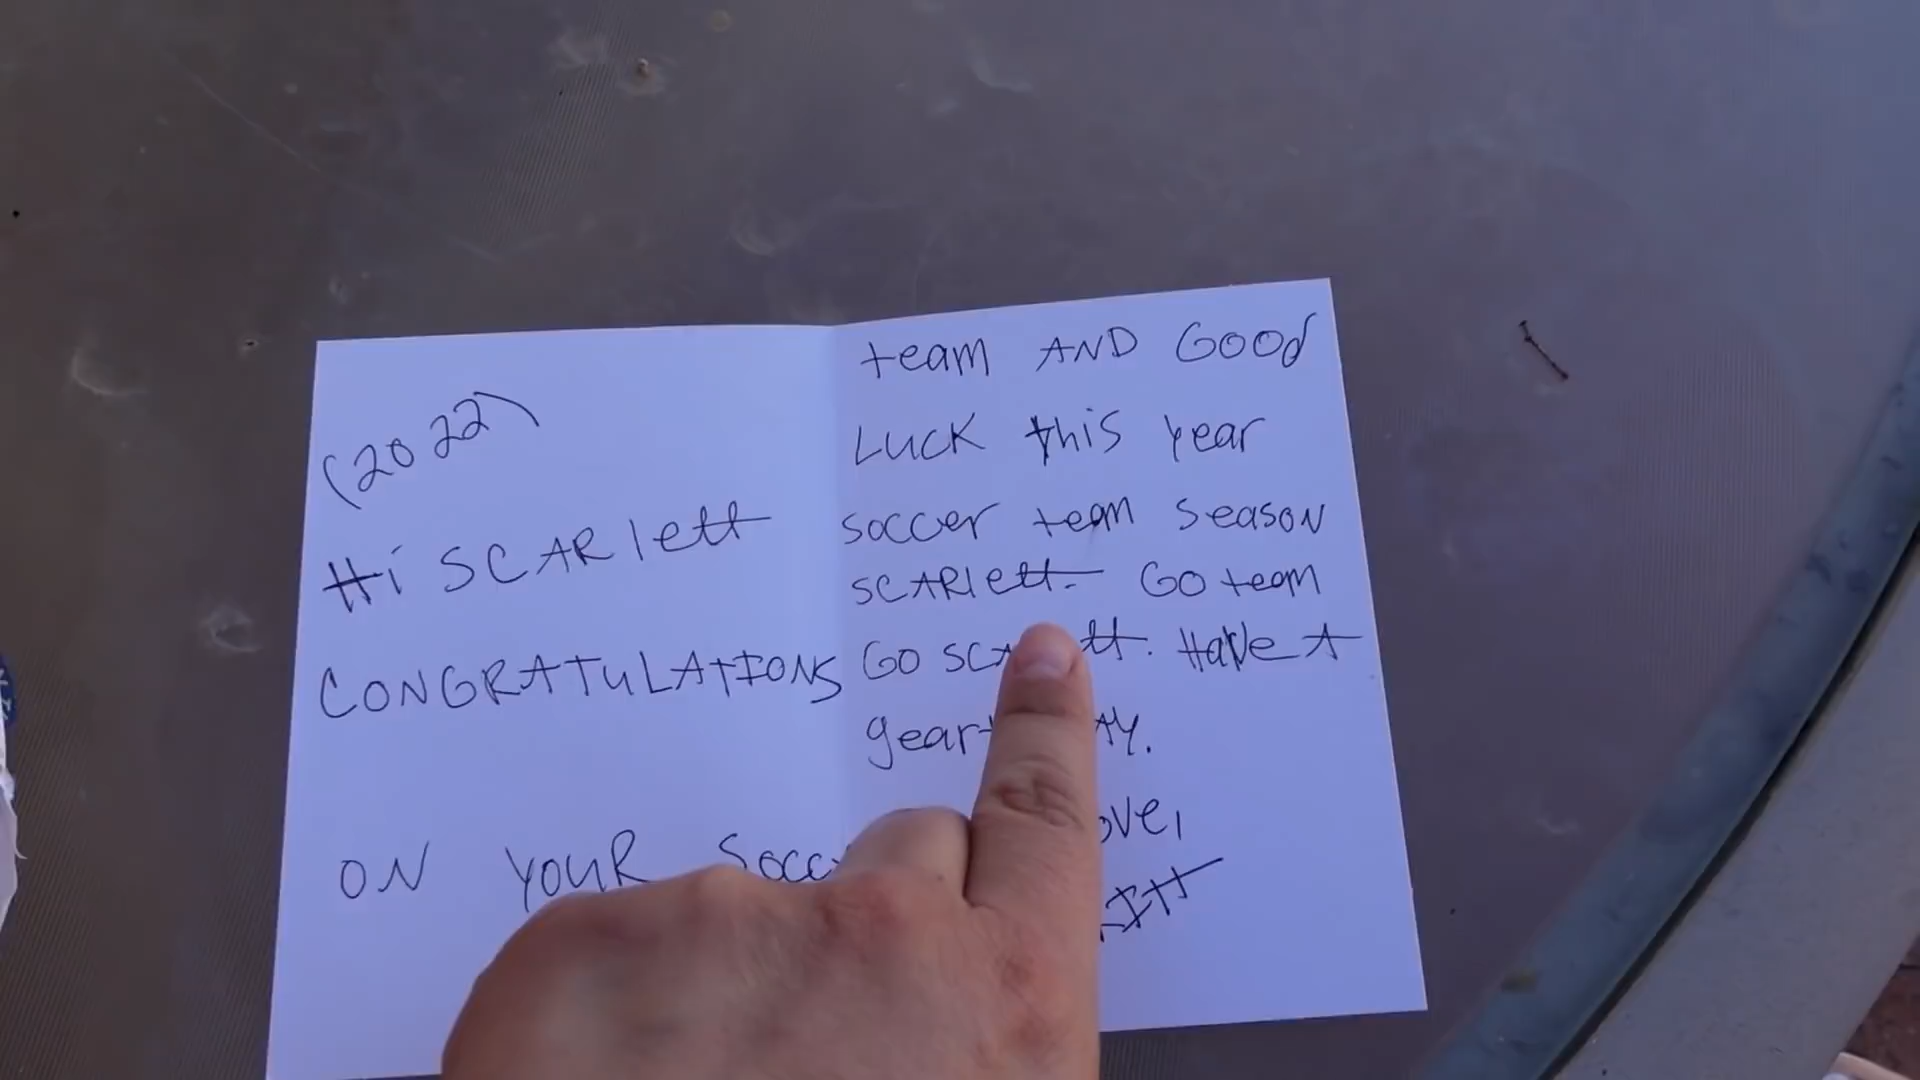 (2022)
Hi SCARlett
CONGRATULATIONS
ON YOUR
team AND GOOd
LUCK this year
soccer team season
SCARlett. GO team
GO Have A